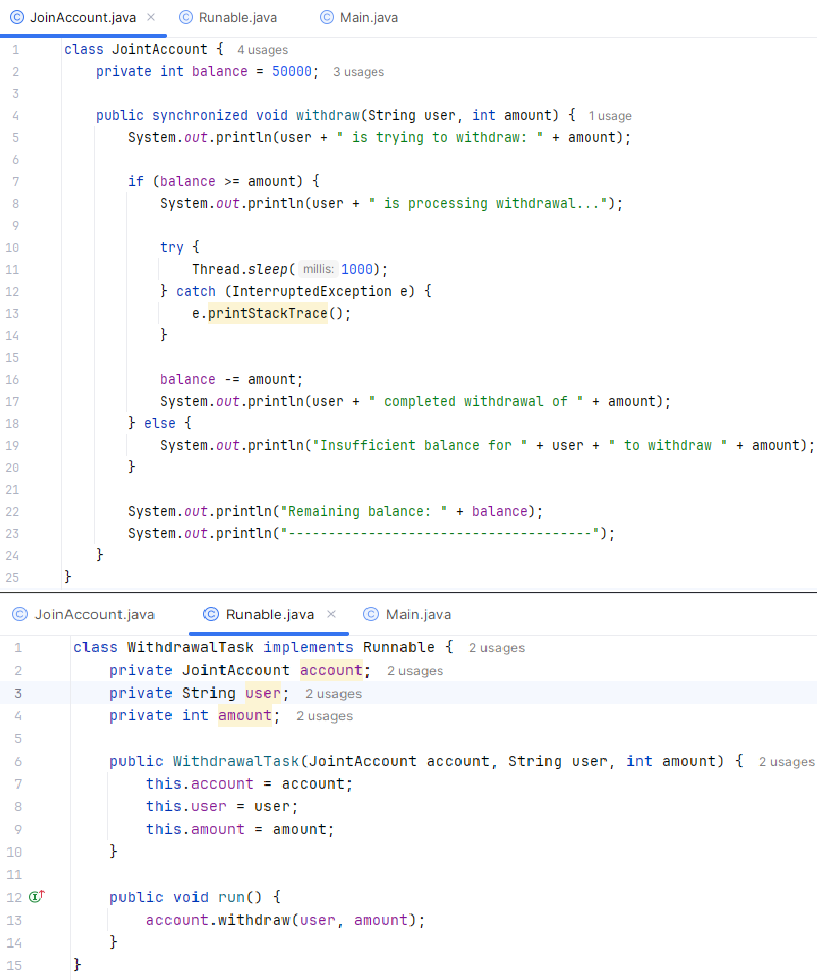 JoinAccount.java Runable.java Main.java
1 class JointAccount { 4 usages
2 private int balance = 50000; 3 usages
3
4 public synchronized void withdraw(String user, int amount) { 1 usage
5 System.out.println(user + " is trying to withdraw: " + amount);
6
7 if (balance >= amount) {
8 System.out.println(user + " is processing withdrawal...");
9
10 try {
11 Thread.sleep( millis: 1000);
12 } catch (InterruptedException e) {
13 e.printStackTrace();
14 }
15
16 balance -= amount;
17 System.out.println(user + " completed withdrawal of " + amount);
18 } else {
19 System.out.println("Insufficient balance for " + user + " to withdraw " + amount);
20 }
21
22 System.out.println("Remaining balance: " + balance);
23 System.out.println("--------------------------------------");
24 }
25 }
JoinAccount.java Runable.java Main.java
1 class WithdrawalTask implements Runnable { 2 usages
2 private JointAccount account; 2 usages
3 private String user; 2 usages
4 private int amount; 2 usages
5
6 public WithdrawalTask(JointAccount account, String user, int amount) { 2 usages
7 this.account = account;
8 this.user = user;
9 this.amount = amount;
10 }
11
12 public void run() {
13 account.withdraw(user, amount);
14 }
15 }